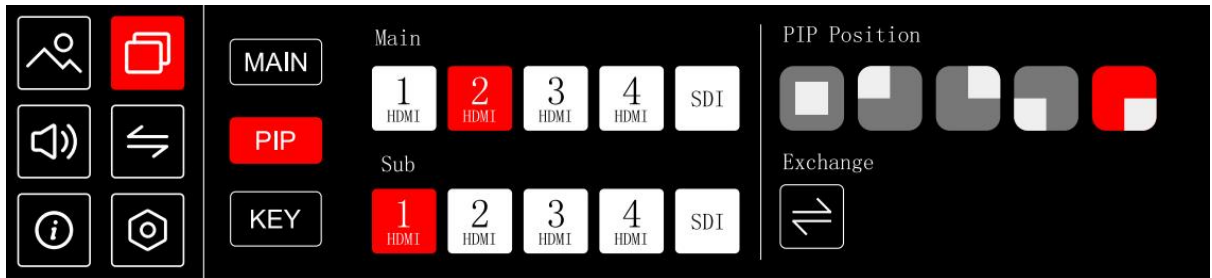 MAIN
PIP
KEY
Main
1 HDMI
2 HDMI
3 HDMI
4 HDMI
SDI
Sub
1 HDMI
2 HDMI
3 HDMI
4 HDMI
SDI
PIP Position
Exchange
i